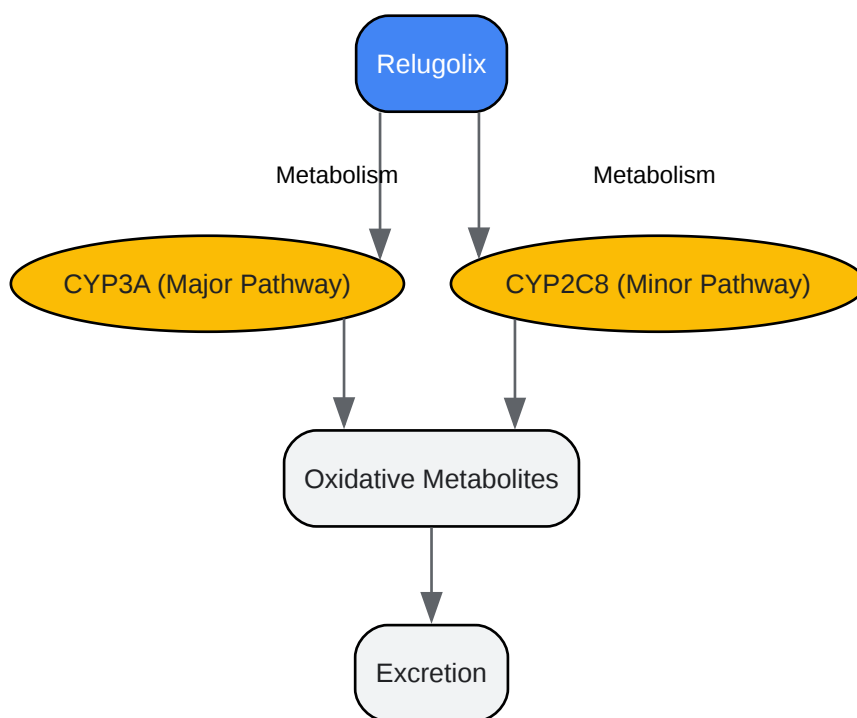 Relugolix
Metabolism
Metabolism
CYP3A (Major Pathway)
CYP2C8 (Minor Pathway)
Oxidative Metabolites
Excretion